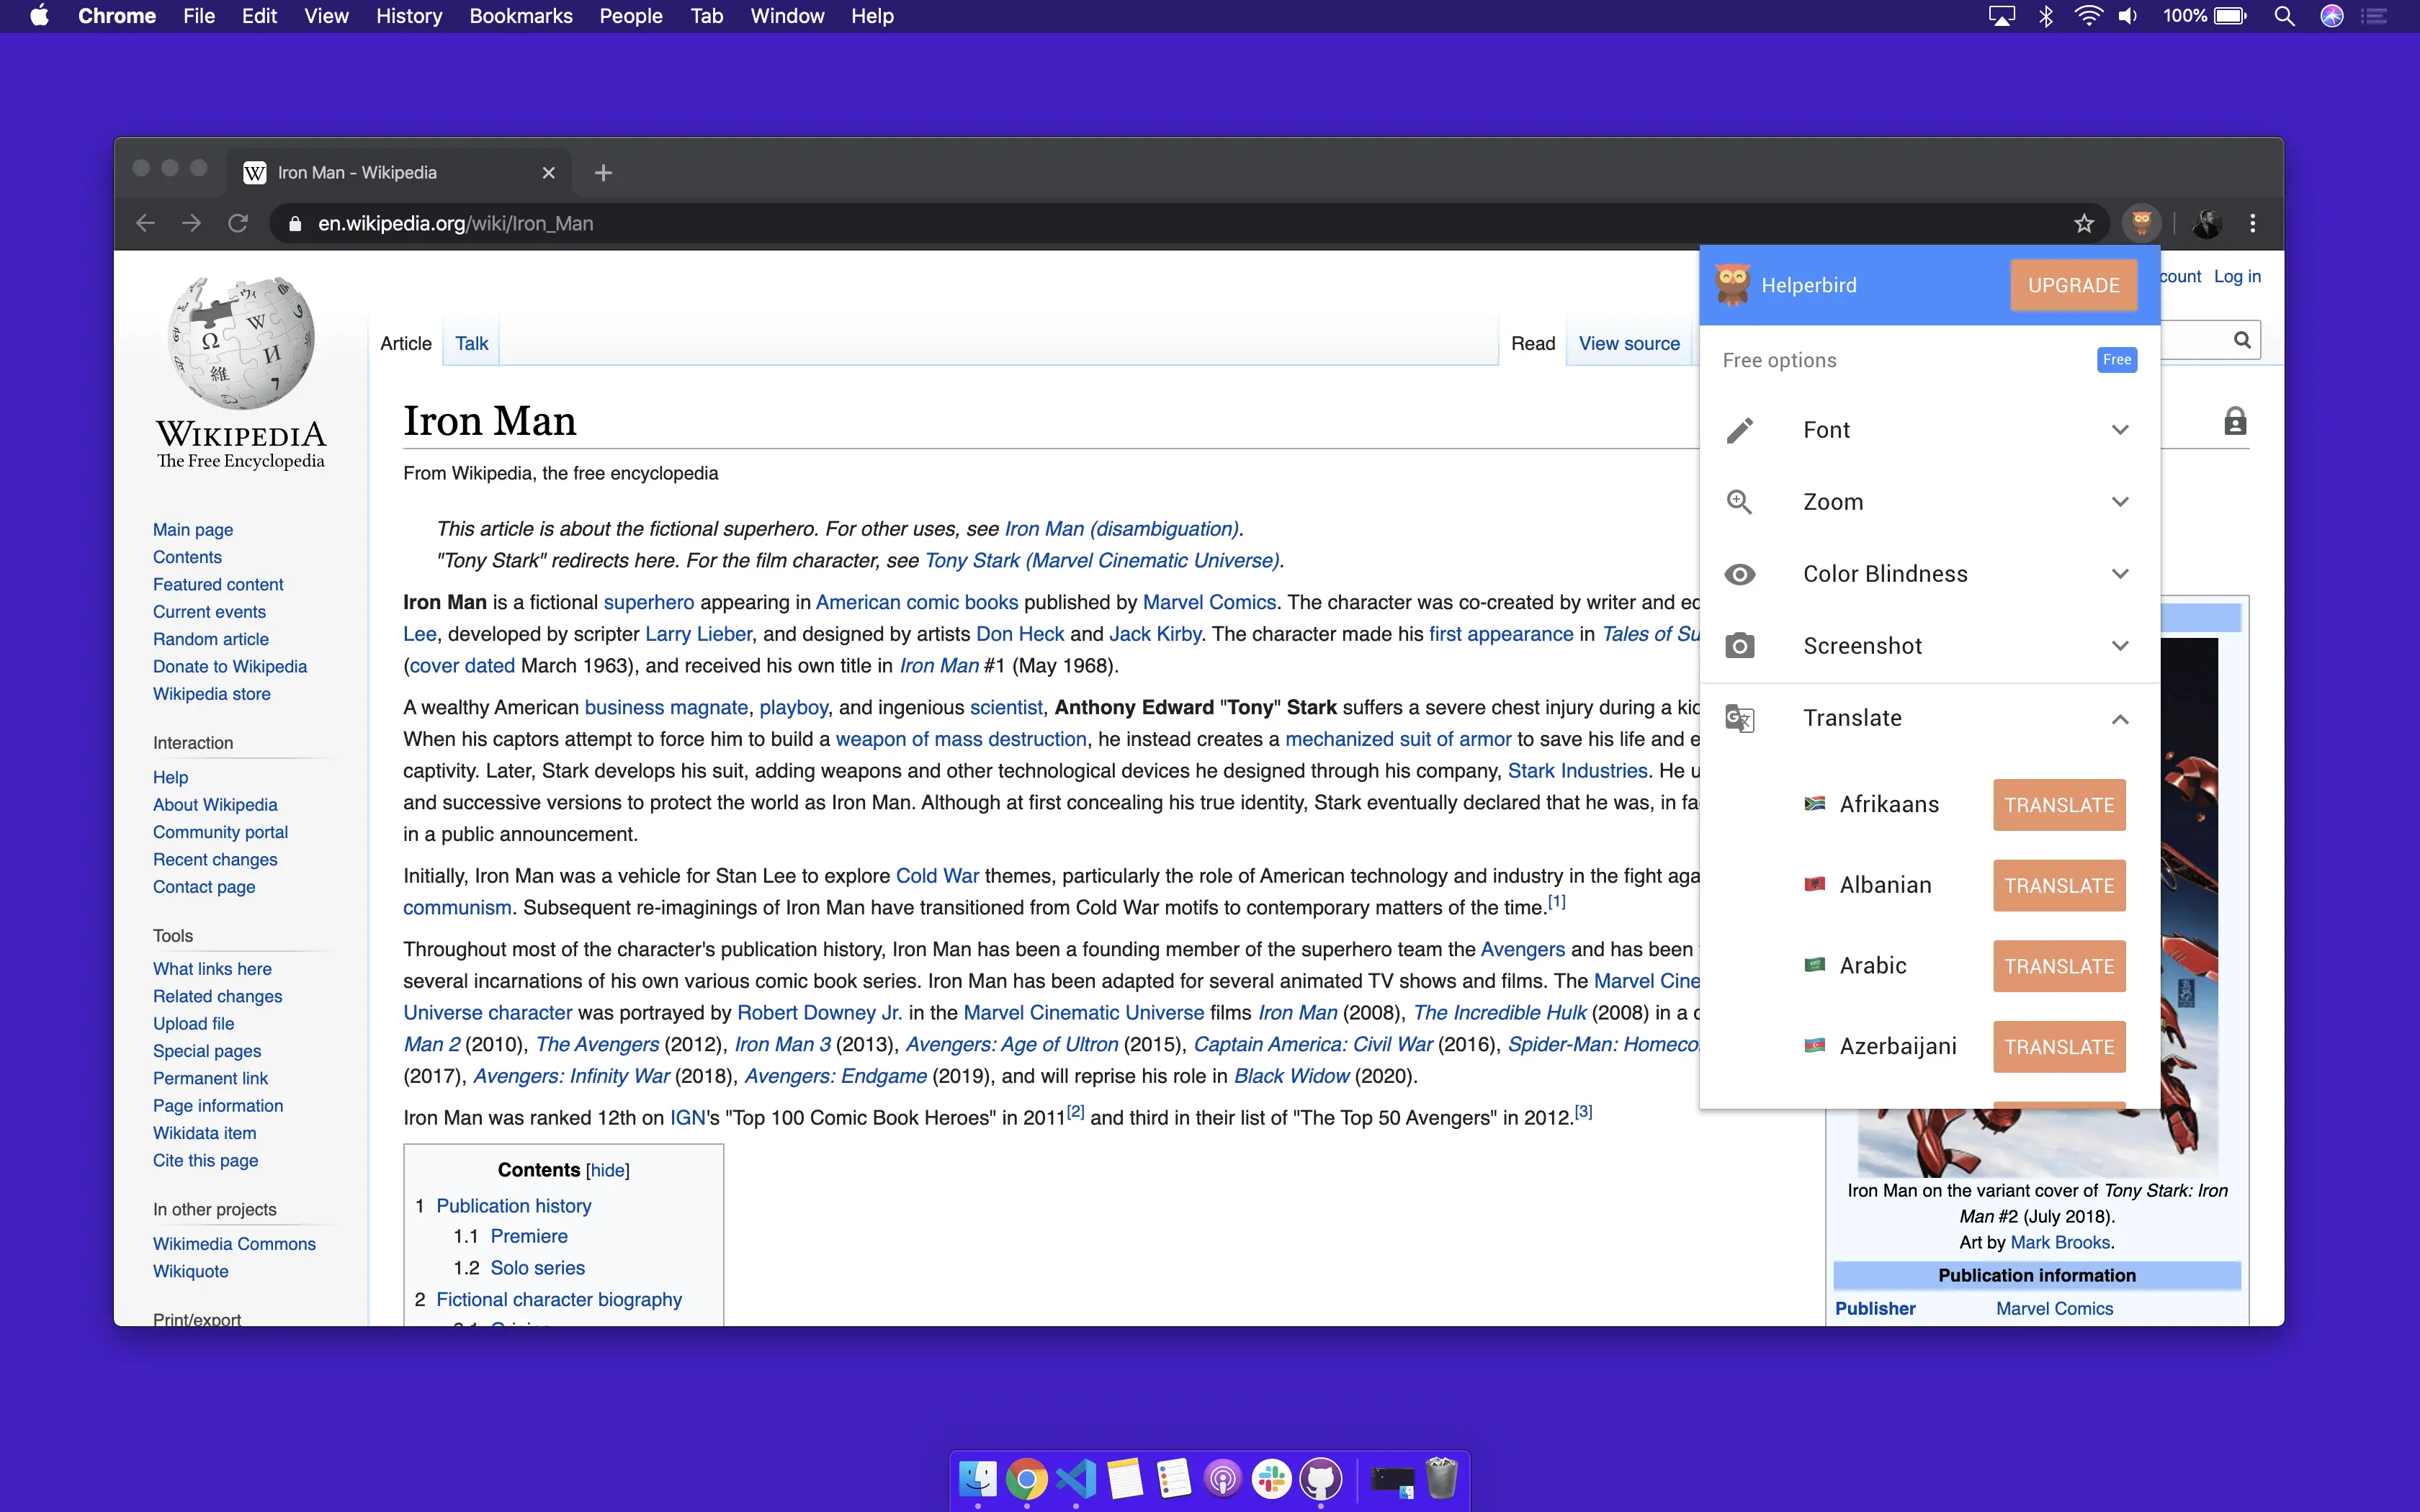 Chrome File Edit View History Bookmarks People Tab Window Help
100%
Iron Man - Wikipedia
en.wikipedia.org/wiki/Iron_Man
WIKIPEDIA
The Free Encyclopedia
Main page
Contents
Featured content
Current events
Random article
Donate to Wikipedia
Wikipedia store
Interaction
Help
About Wikipedia
Community portal
Recent changes
Contact page
Tools
What links here
Related changes
Upload file
Special pages
Permanent link
Page information
Wikidata item
Cite this page
In other projects
Wikimedia Commons
Wikiquote
Print/export
Article Talk
Read View source
count Log in
Iron Man
From Wikipedia, the free encyclopedia
This article is about the fictional superhero. For other uses, see Iron Man (disambiguation).
"Tony Stark" redirects here. For the film character, see Tony Stark (Marvel Cinematic Universe).
Iron Man is a fictional superhero appearing in American comic books published by Marvel Comics. The character was co-created by writer and
Lee, developed by scripter Larry Lieber, and designed by artists Don Heck and Jack Kirby. The character made his first appearance in Tales of
(cover dated March 1963), and received his own title in Iron Man #1 (May 1968).
A wealthy American business magnate, playboy, and ingenious scientist, Anthony Edward "Tony" Stark suffers a severe chest injury during a
When his captors attempt to force him to build a weapon of mass destruction, he instead creates a mechanized suit of armor to save his life and
captivity. Later, Stark develops his suit, adding weapons and other technological devices he designed through his company, Stark Industries. He
and successive versions to protect the world as Iron Man. Although at first concealing his true identity, Stark eventually declared that he was, in
in a public announcement.
Initially, Iron Man was a vehicle for Stan Lee to explore Cold War themes, particularly the role of American technology and industry in the fight
communism. Subsequent re-imaginings of Iron Man have transitioned from Cold War motifs to contemporary matters of the time.[1]
Throughout most of the character's publication history, Iron Man has been a founding member of the superhero team the Avengers and has been
several incarnations of his own various comic book series. Iron Man has been adapted for several animated TV shows and films. The Marvel Cine
Universe character was portrayed by Robert Downey Jr. in the Marvel Cinematic Universe films Iron Man (2008), The Incredible Hulk (2008) in a
Man 2 (2010), The Avengers (2012), Iron Man 3 (2013), Avengers: Age of Ultron (2015), Captain America: Civil War (2016), Spider-Man: Homeco
(2017), Avengers: Infinity War (2018), Avengers: Endgame (2019), and will reprise his role in Black Widow (2020).
Iron Man was ranked 12th on IGN's "Top 100 Comic Book Heroes" in 2011[2] and third in their list of "The Top 50 Avengers" in 2012.[3]
Contents [hide]
1 Publication history
1.1 Premiere
1.2 Solo series
2 Fictional character biography
Helperbird UPGRADE
Free options Free
Font
Zoom
Color Blindness
Screenshot
Translate
Afrikaans TRANSLATE
Albanian TRANSLATE
Arabic TRANSLATE
Azerbaijani TRANSLATE
Iron Man on the variant cover of Tony Stark: Iron
Man #2 (July 2018).
Art by Mark Brooks.
Publication information
Publisher Marvel Comics